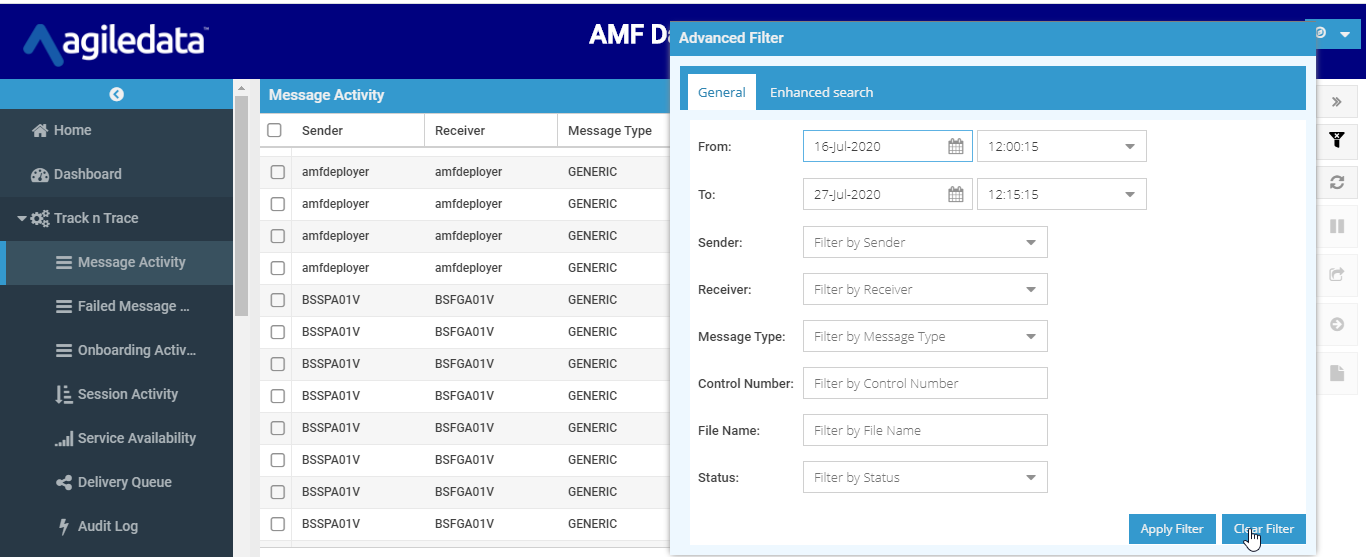 agiledata™
AMF Da
Home
Dashboard
Track n Trace
Message Activity
Failed Message ...
Onboarding Activ...
Session Activity
Service Availability
Delivery Queue
Audit Log
Message Activity
Sender Receiver Message Type
amfdeployer amfdeployer GENERIC
amfdeployer amfdeployer GENERIC
amfdeployer amfdeployer GENERIC
amfdeployer amfdeployer GENERIC
BSSPA01V BSFGA01V GENERIC
BSSPA01V BSFGA01V GENERIC
BSSPA01V BSFGA01V GENERIC
BSSPA01V BSFGA01V GENERIC
BSSPA01V BSFGA01V GENERIC
BSSPA01V BSFGA01V GENERIC
BSSPA01V BSFGA01V GENERIC
BSSPA01V BSFGA01V GENERIC
Advanced Filter
General Enhanced search
From: 16-Jul-2020 12:00:15
To: 27-Jul-2020 12:15:15
Sender: Filter by Sender
Receiver: Filter by Receiver
Message Type: Filter by Message Type
Control Number: Filter by Control Number
File Name: Filter by File Name
Status: Filter by Status
Apply Filter Clear Filter